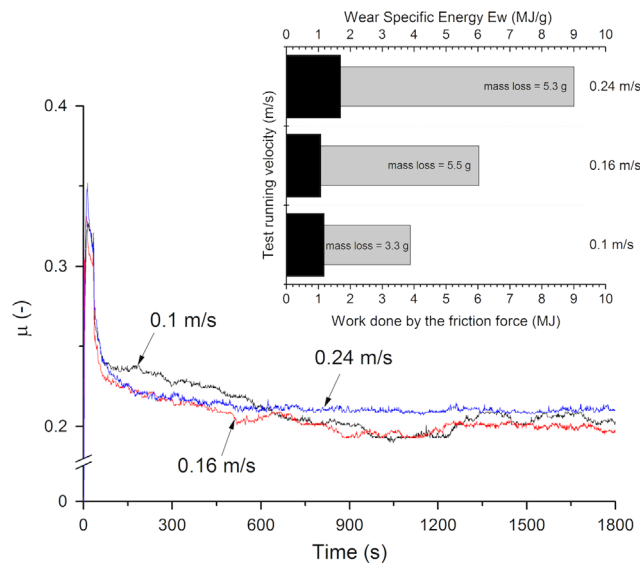 Wear Specific Energy Ew (MJ/g)
0 1 2 3 4 5 6 7 8 9 10
mass loss = 5.3 g
0.24 m/s
mass loss = 5.5 g
0.16 m/s
mass loss = 3.3 g
0.1 m/s
Test running velocity (m/s)
0 1 2 3 4 5 6 7 8 9 10
Work done by the friction force (MJ)
0.4
0.3
0.2
0
μ (-)
0.1 m/s
0.24 m/s
0.16 m/s
0 300 600 900 1200 1500 1800
Time (s)